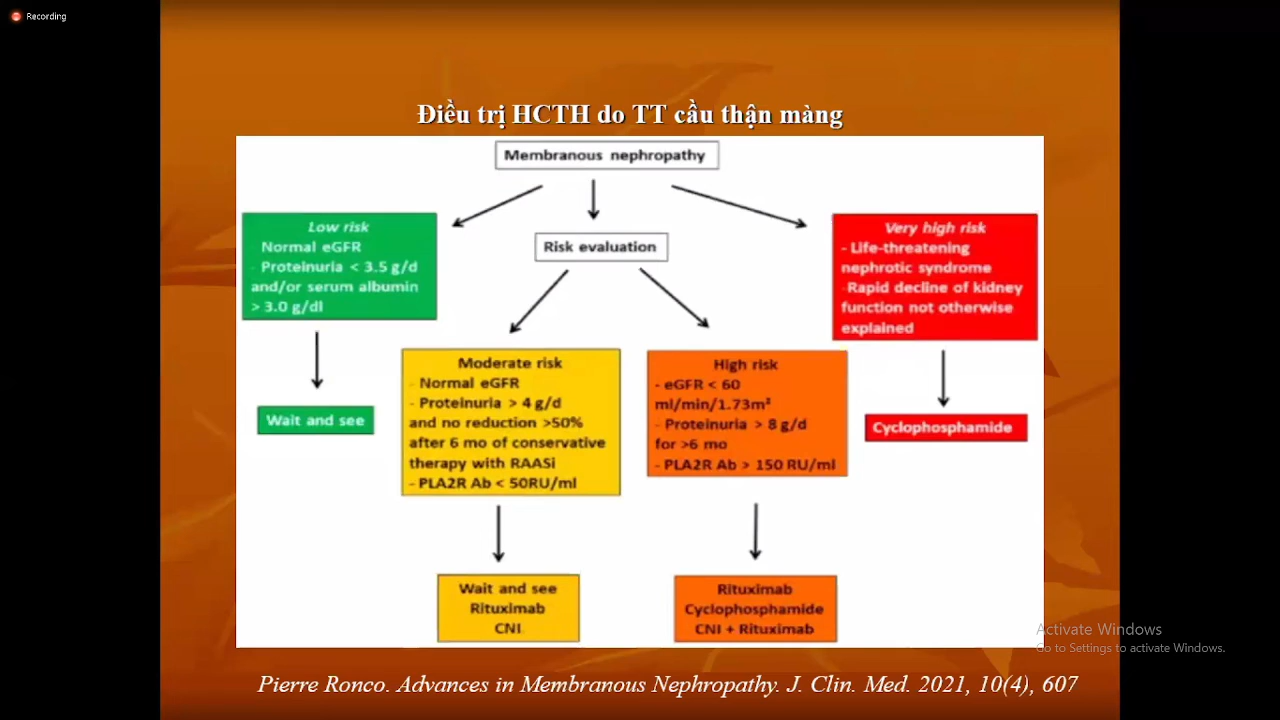 Recording
Điều trị HCTH do TT cầu thận màng
Membranous nephropathy
Low risk
Normal eGFR
- Proteinuria < 3.5 g/d
and/or serum albumin
> 3.0 g/dl
Risk evaluation
Very high risk
- Life-threatening
nephrotic syndrome
-Rapid decline of kidney
function not otherwise
explained
Moderate risk
- Normal eGFR
- Proteinuria > 4 g/d
and no reduction >50%
after 6 mo of conservative
therapy with RAASi
- PLA2R Ab < 50RU/ml
High risk
- eGFR < 60
ml/min/1.73m²
- Proteinuria > 8 g/d
for >6 mo
- PLA2R Ab > 150 RU/ml
Wait and see
Cyclophosphamide
Wait and see
Rituximab
CNI
Rituximab
Cyclophosphamide
CNI + Rituximab
Activate Windows
Go to Settings to activate Windows.
Pierre Ronco. Advances in Membranous Nephropathy. J. Clin. Med. 2021, 10(4), 607